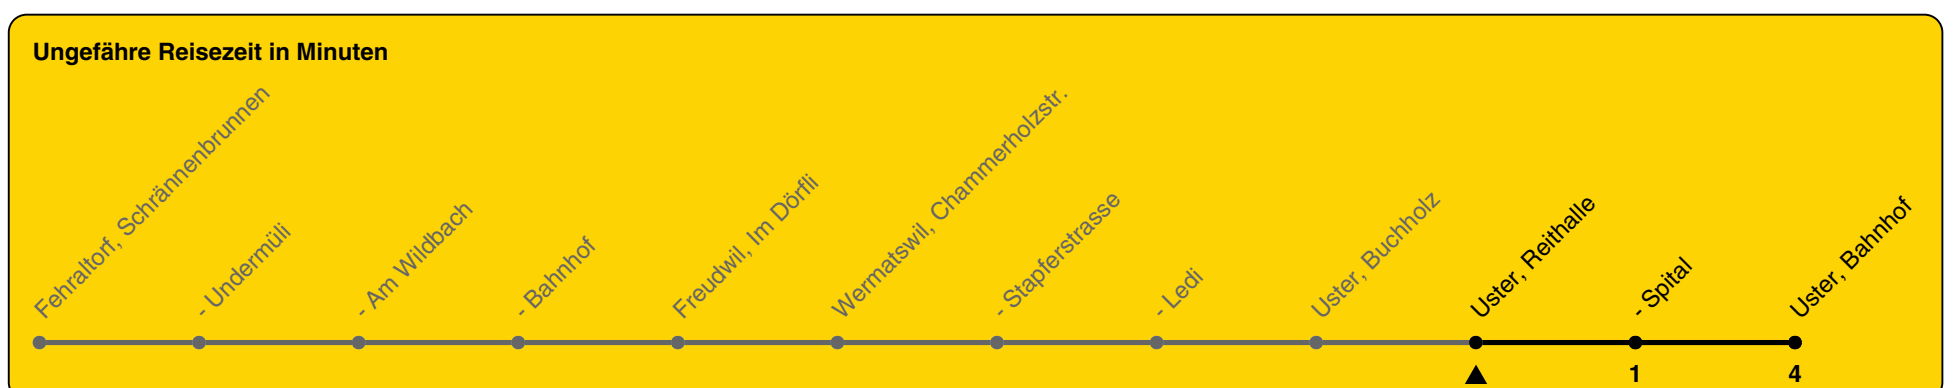 Ungefähre Reisezeit in Minuten
Fehraltorf, Schrännenbrunnen
- Undermüli
- Am Wildbach
- Bahnhof
Freudwil, Im Dörfli
Wermatswil, Chammerholzstr.
- Stapferstrasse
- Ledi
Uster, Buchholz
Uster, Reithalle
- Spital
Uster, Bahnhof
1
4